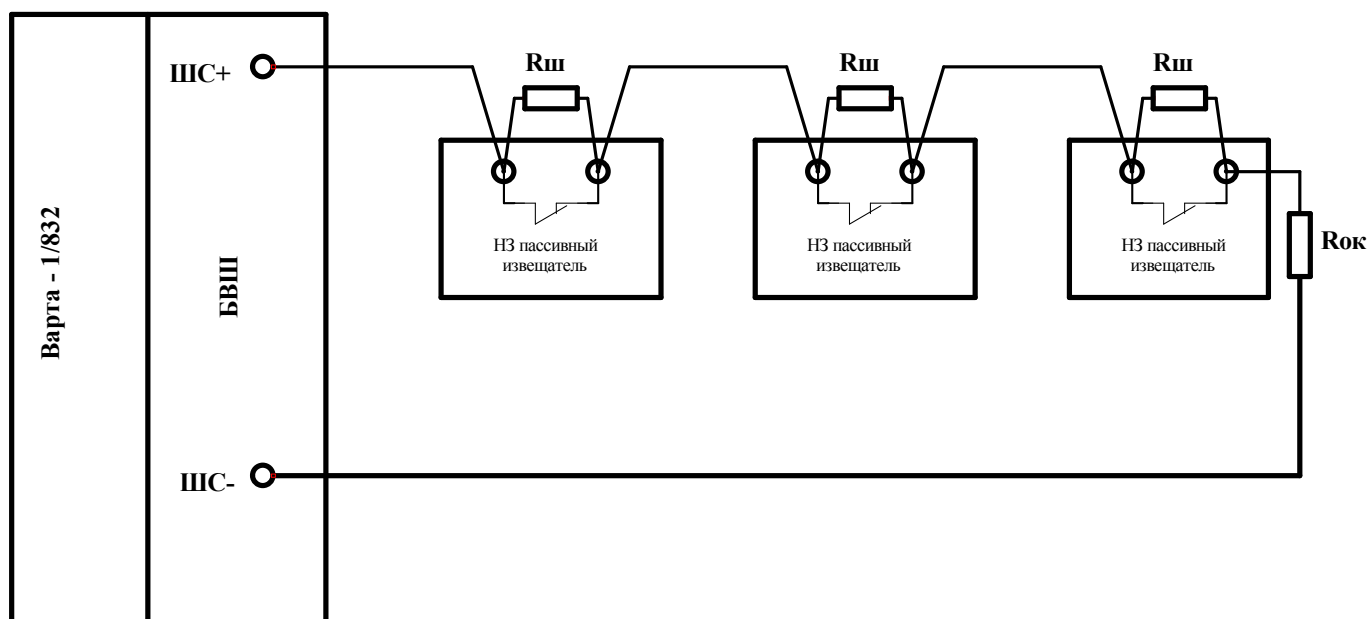 Rш
Rш
Rш
ШС+
НЗ пассивный
извещатель
НЗ пассивный
извещатель
НЗ пассивный
извещатель
Rок
Варта - 1/832
БВШ
ШС-